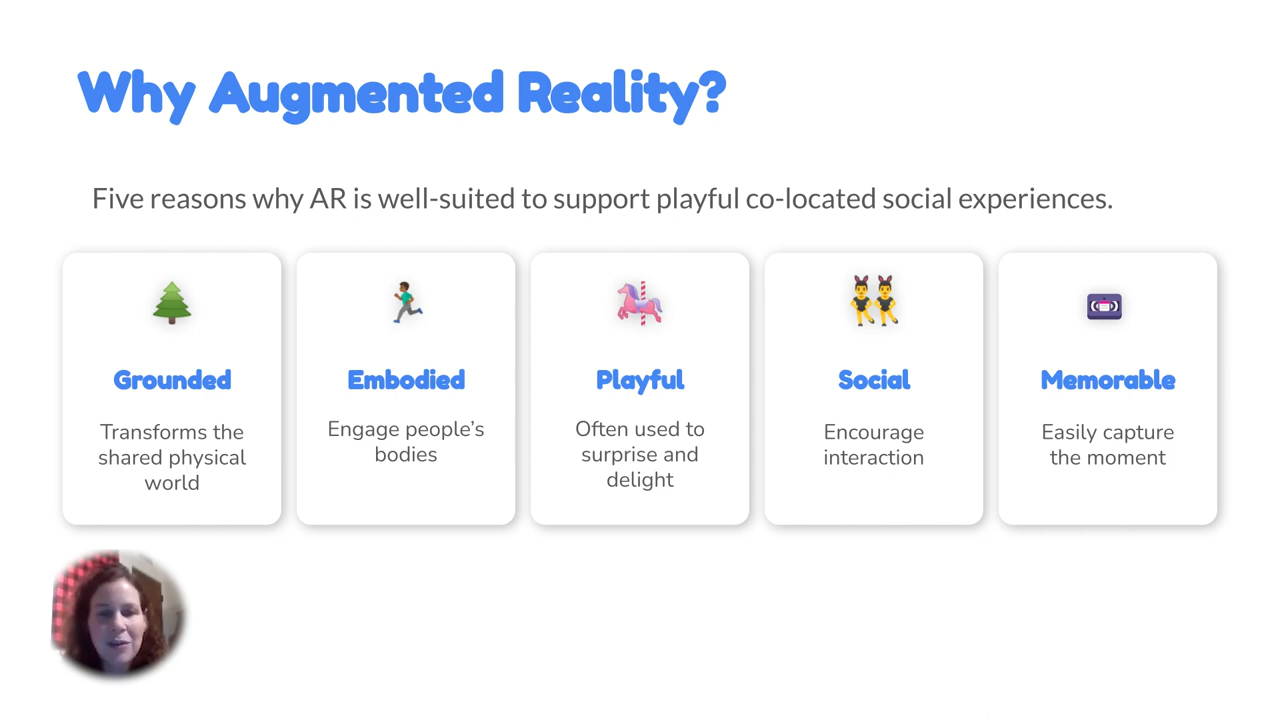 Why Augmented Reality?
Five reasons why AR is well-suited to support playful co-located social experiences.
Grounded
Transforms the
shared physical
world
Embodied
Engage people’s
bodies
Playful
Often used to
surprise and
delight
Social
Encourage
interaction
Memorable
Easily capture
the moment